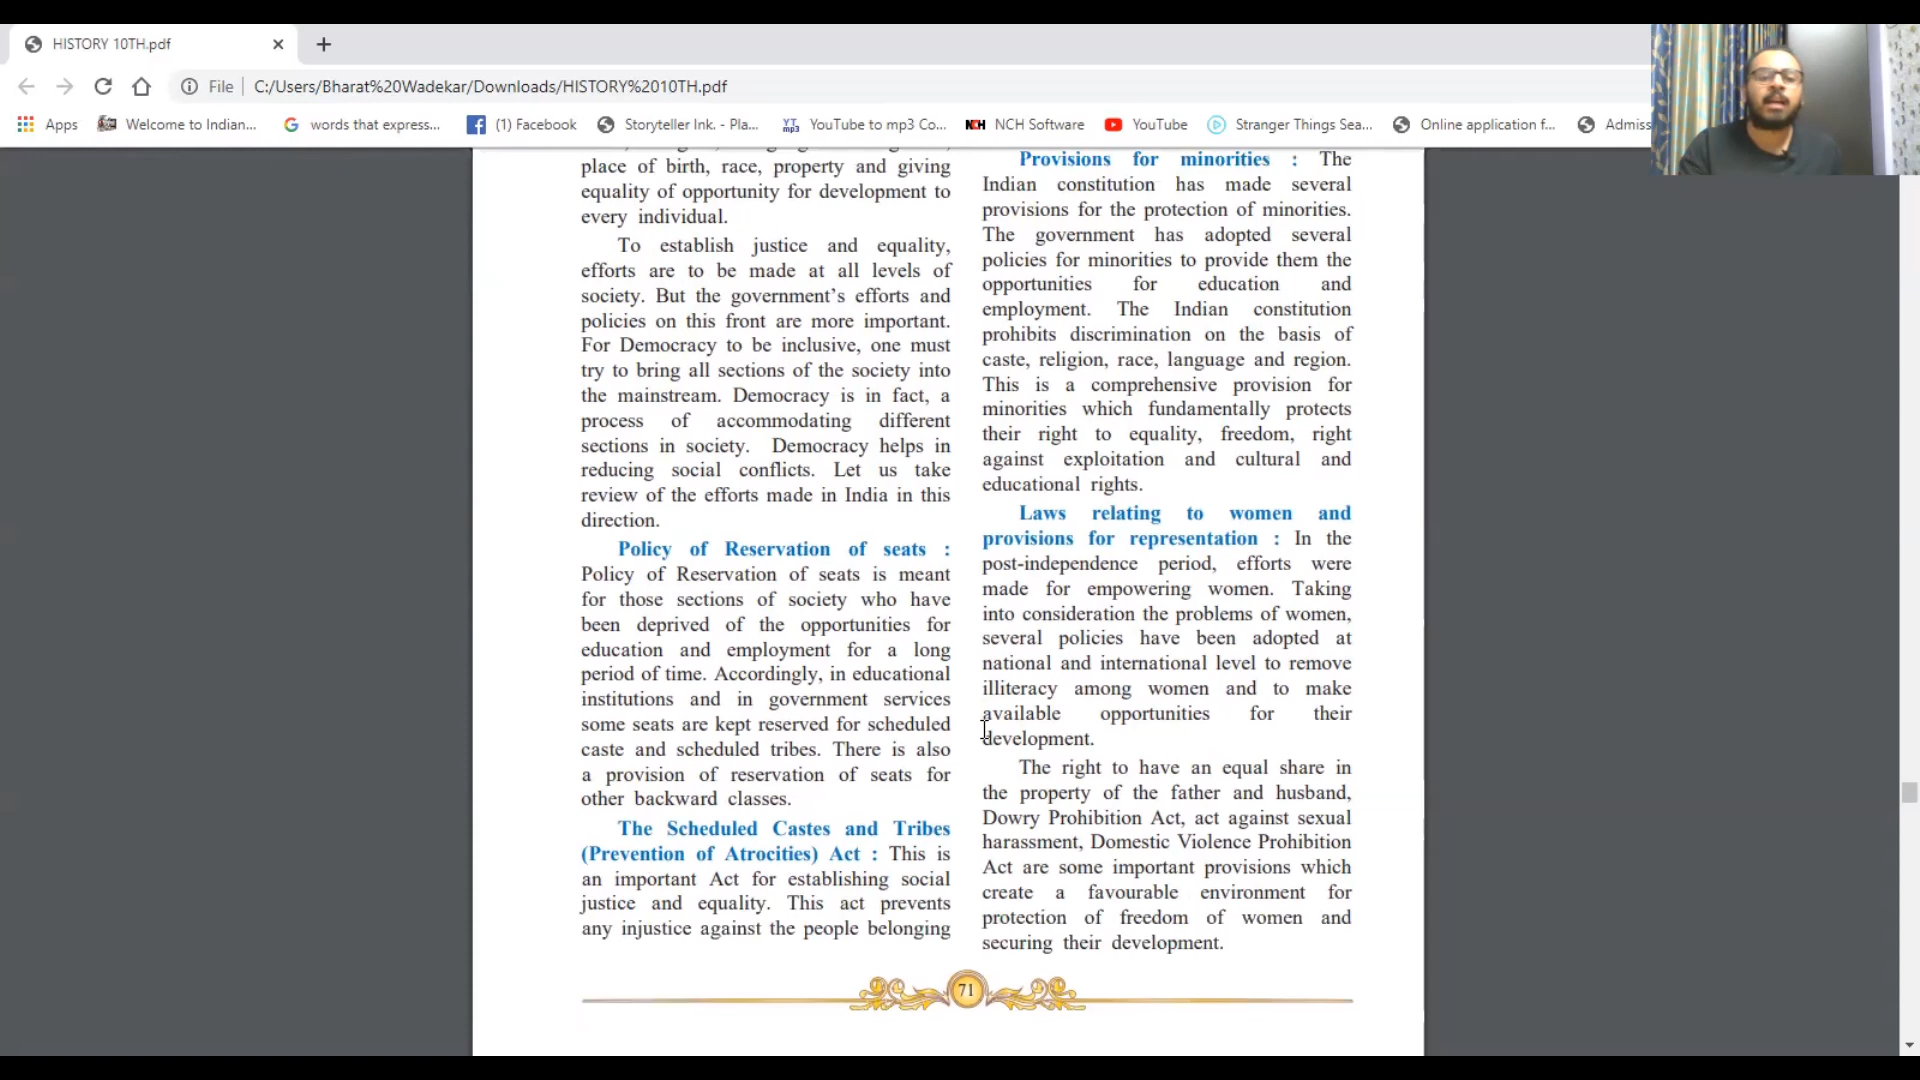 HISTORY 10TH.pdf
File
C:/Users/Bharat%20Wadekar/Downloads/HISTORY%2010TH.pdf
Apps
Welcome to Indian...
words that express...
(1) Facebook
Storyteller Ink. - Pla...
YouTube to mp3 Co...
NCH Software
YouTube
Stranger Things Sea...
Online application f...
place of birth, race, property and giving
equality of opportunity for development to
every individual.
To establish justice and equality,
efforts are to be made at all levels of
society. But the government's efforts and
policies on this front are more important.
For Democracy to be inclusive, one must
try to bring all sections of the society into
the mainstream. Democracy is in fact, a
process of accommodating different
sections in society. Democracy helps in
reducing social conflicts. Let us take
review of the efforts made in India in this
direction.
Policy of Reservation of seats :
Policy of Reservation of seats is meant
for those sections of society who have
been deprived of the opportunities for
education and employment for a long
period of time. Accordingly, in educational
institutions and in government services
some seats are kept reserved for scheduled
caste and scheduled tribes. There is also
a provision of reservation of seats for
other backward classes.
The Scheduled Castes and Tribes
(Prevention of Atrocities) Act : This is
an important Act for establishing social
justice and equality. This act prevents
any injustice against the people belonging
Provisions for minorities : The
Indian constitution has made several
provisions for the protection of minorities.
The government has adopted several
policies for minorities to provide them the
opportunities for education and
employment. The Indian constitution
prohibits discrimination on the basis of
caste, religion, race, language and region.
This is a comprehensive provision for
minorities which fundamentally protects
their right to equality, freedom, right
against exploitation and cultural and
educational rights.
Laws relating to women and
provisions for representation : In the
post-independence period, efforts were
made for empowering women. Taking
into consideration the problems of women,
several policies have been adopted at
national and international level to remove
illiteracy among women and to make
available opportunities for their
development.
The right to have an equal share in
the property of the father and husband,
Dowry Prohibition Act, act against sexual
harassment, Domestic Violence Prohibition
Act are some important provisions which
create a favourable environment for
protection of freedom of women and
securing their development.
71